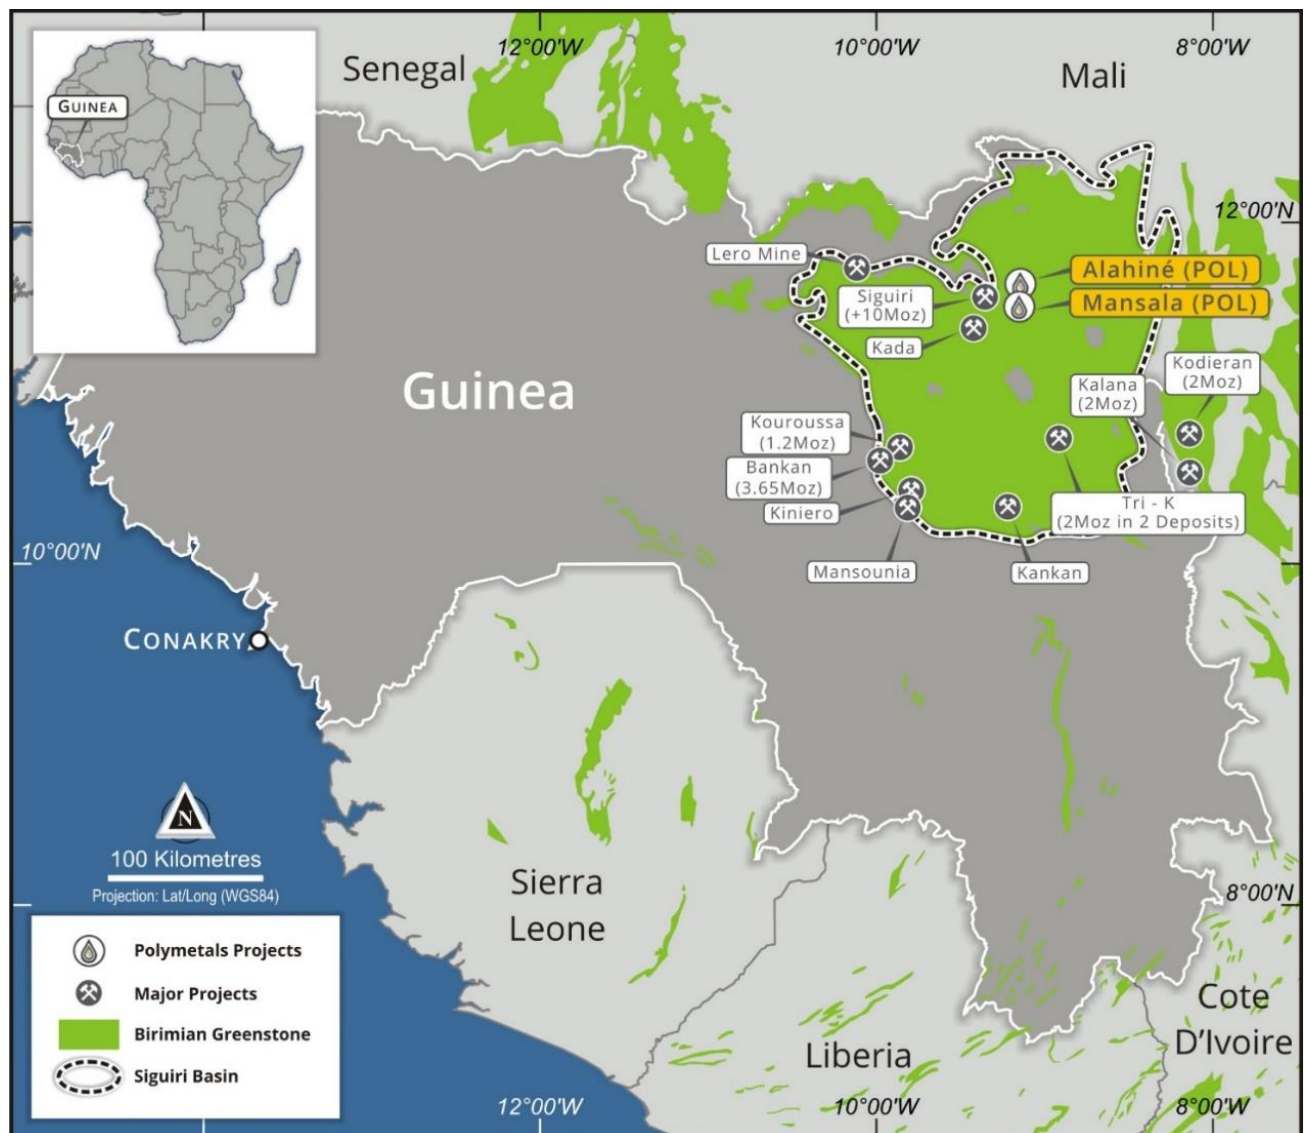 12°00'W
10°00'W
8°00'W
Senegal
Mali
GUINEA
12°00'N
Lero Mine
Alahiné (POL)
Siguiri
(+10Moz)
Mansala (POL)
Kada
Guinea
Kodieran
(2Moz)
Kalana
(2Moz)
Kouroussa
(1.2Moz)
Bankan
(3.65Moz)
Kiniero
Tri - K
(2Moz in 2 Deposits)
Mansounia
Kankan
10°00'N
CONAKRY
N
100 Kilometres
Projection: Lat/Long (WGS84)
Sierra
Leone
8°00'N
Polymetals Projects
Major Projects
Birimian Greenstone
Siguiri Basin
Cote
D'Ivoire
Liberia
12°00'W
10°00'W
8°00'W